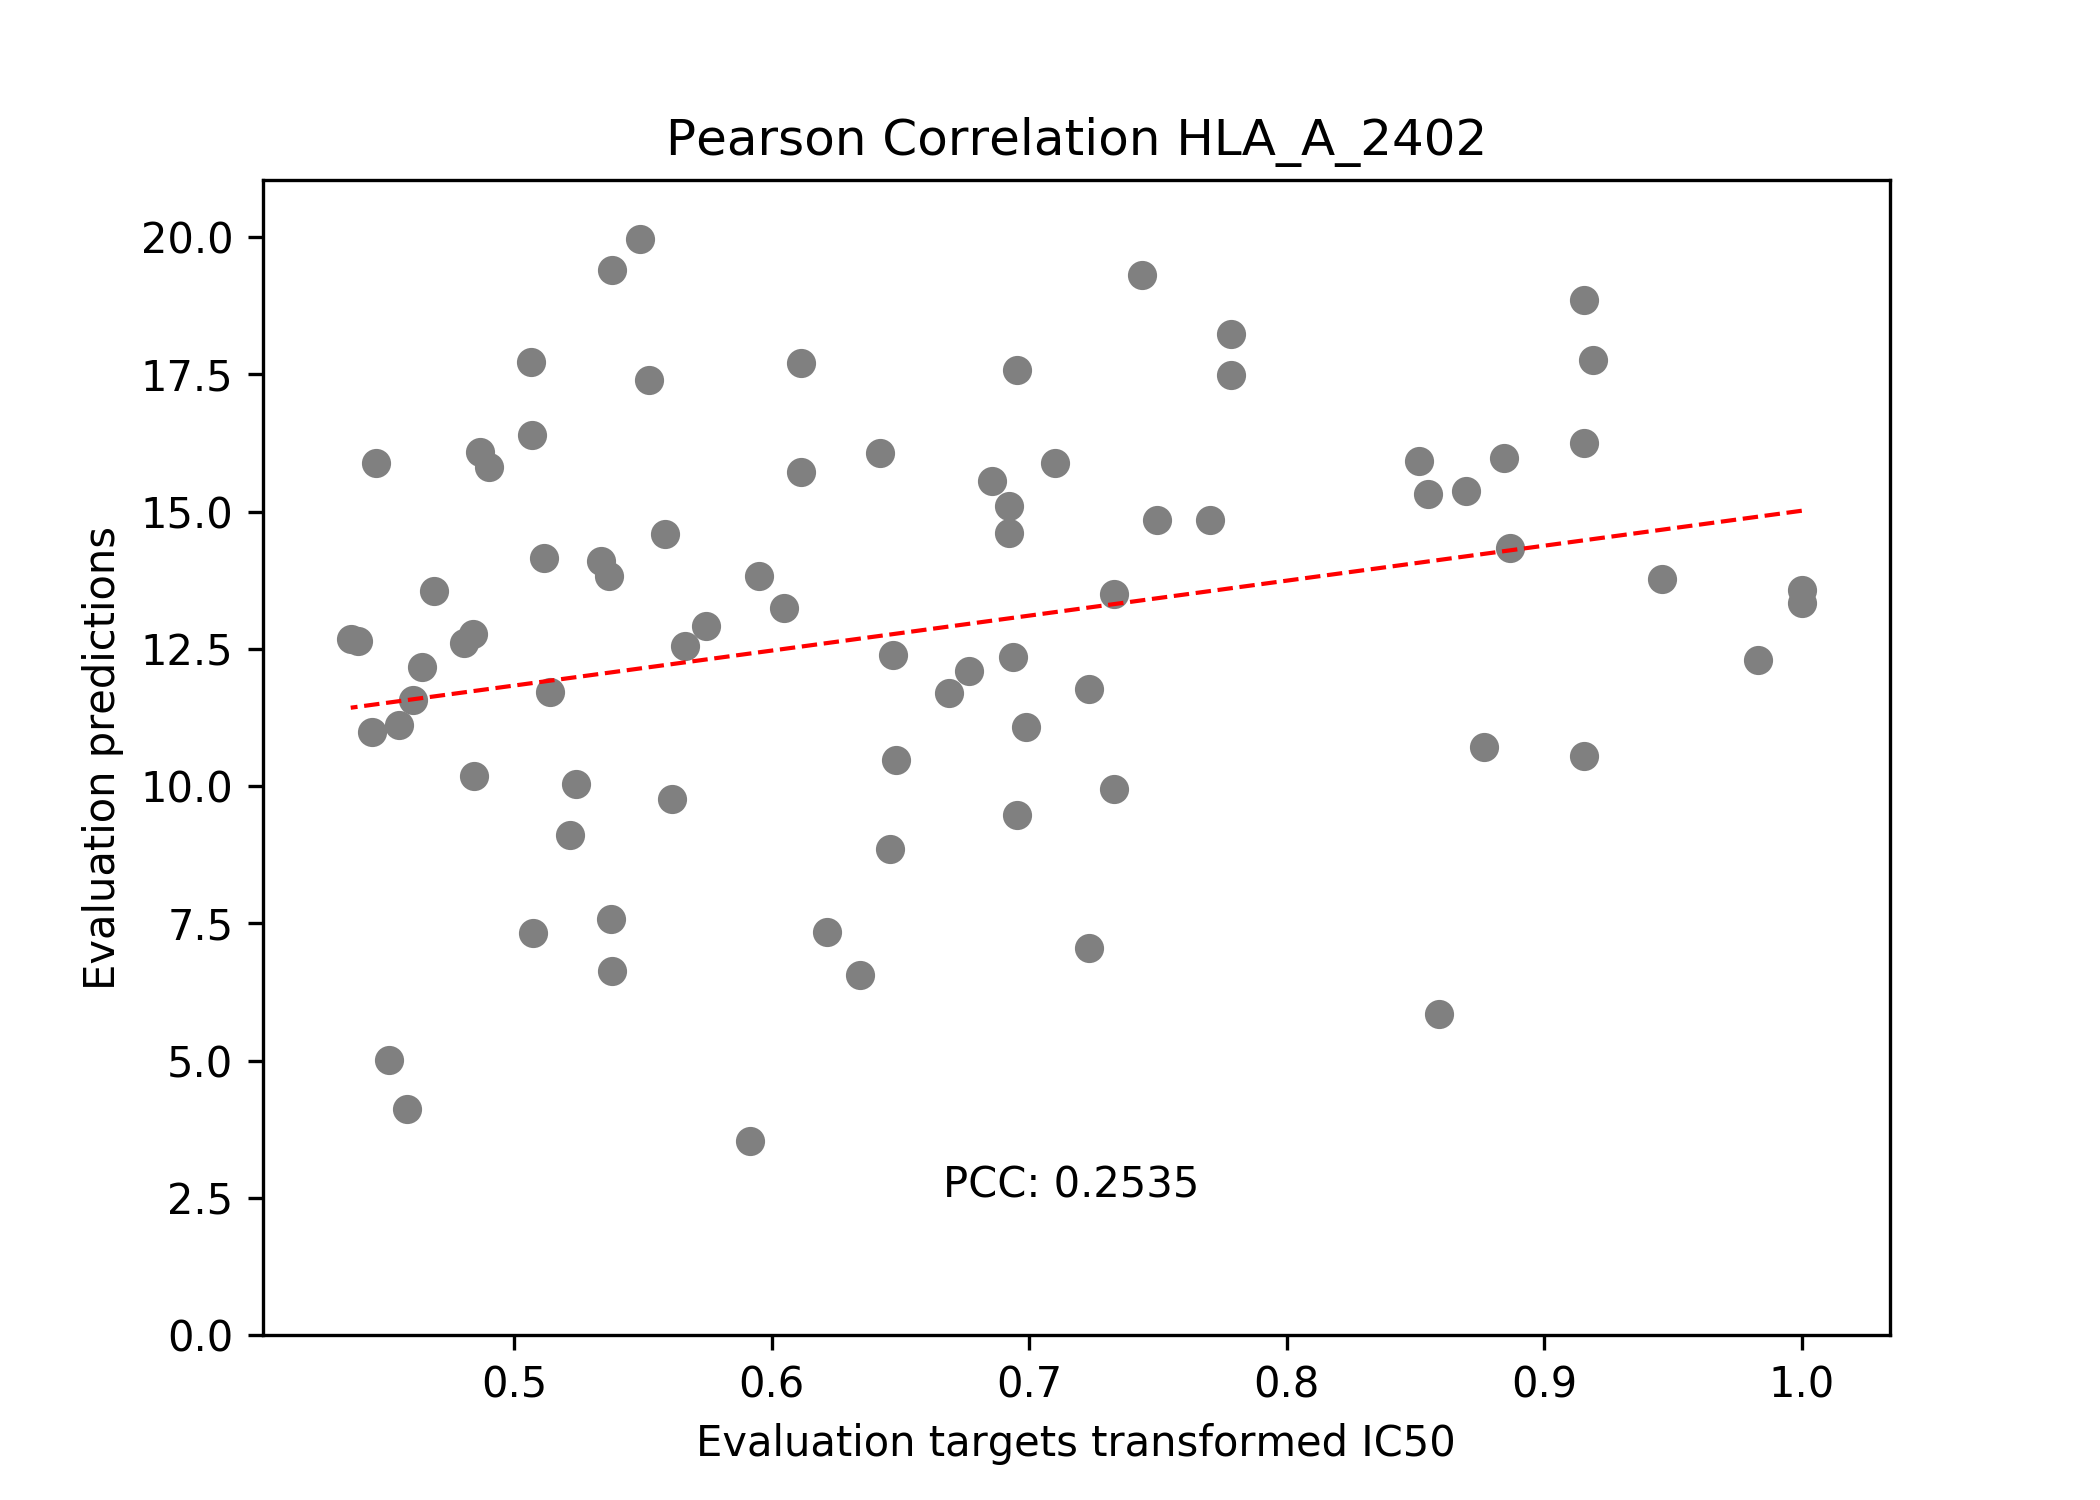 Pearson Correlation HLA_A_2402
20.0
17.5
15.0
12.5
10.0
7.5
5.0
2.5
0.0
Evaluation predictions
PCC: 0.2535
0.5 0.6 0.7 0.8 0.9 1.0
Evaluation targets transformed IC50